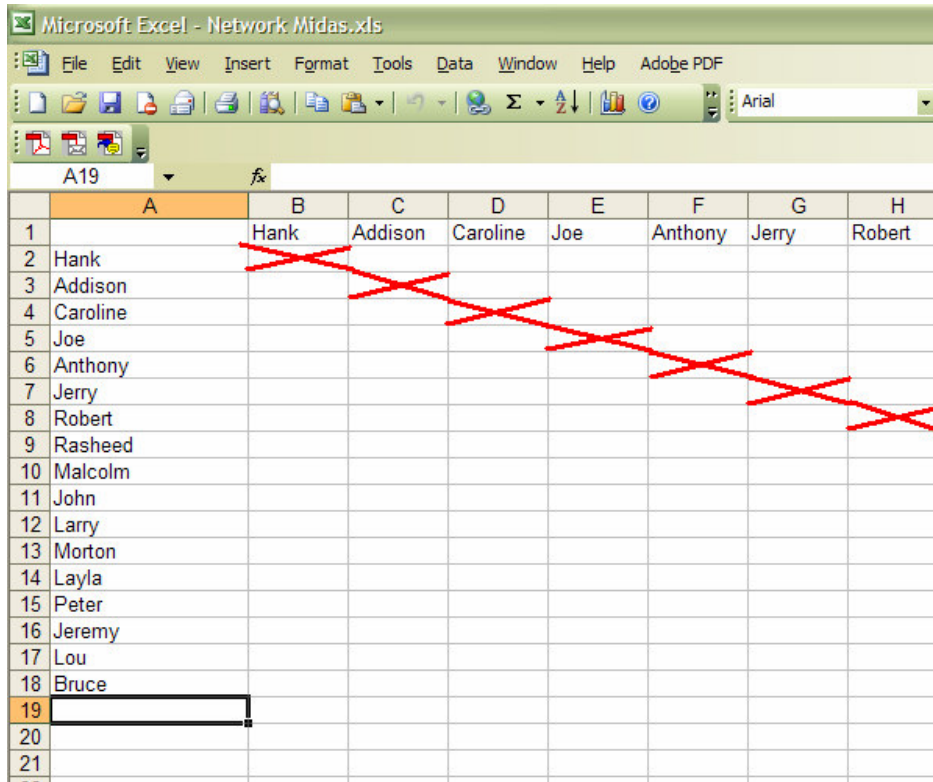 Microsoft Excel - Network Midas.xls
File Edit View Insert Format Tools Data Window Help Adobe PDF
Σ A Z Arial
A19 fx
A B C D E F G H
1 Hank Addison Caroline Joe Anthony Jerry Robert
2 Hank
3 Addison
4 Caroline
5 Joe
6 Anthony
7 Jerry
8 Robert
9 Rasheed
10 Malcolm
11 John
12 Larry
13 Morton
14 Layla
15 Peter
16 Jeremy
17 Lou
18 Bruce
19
20
21